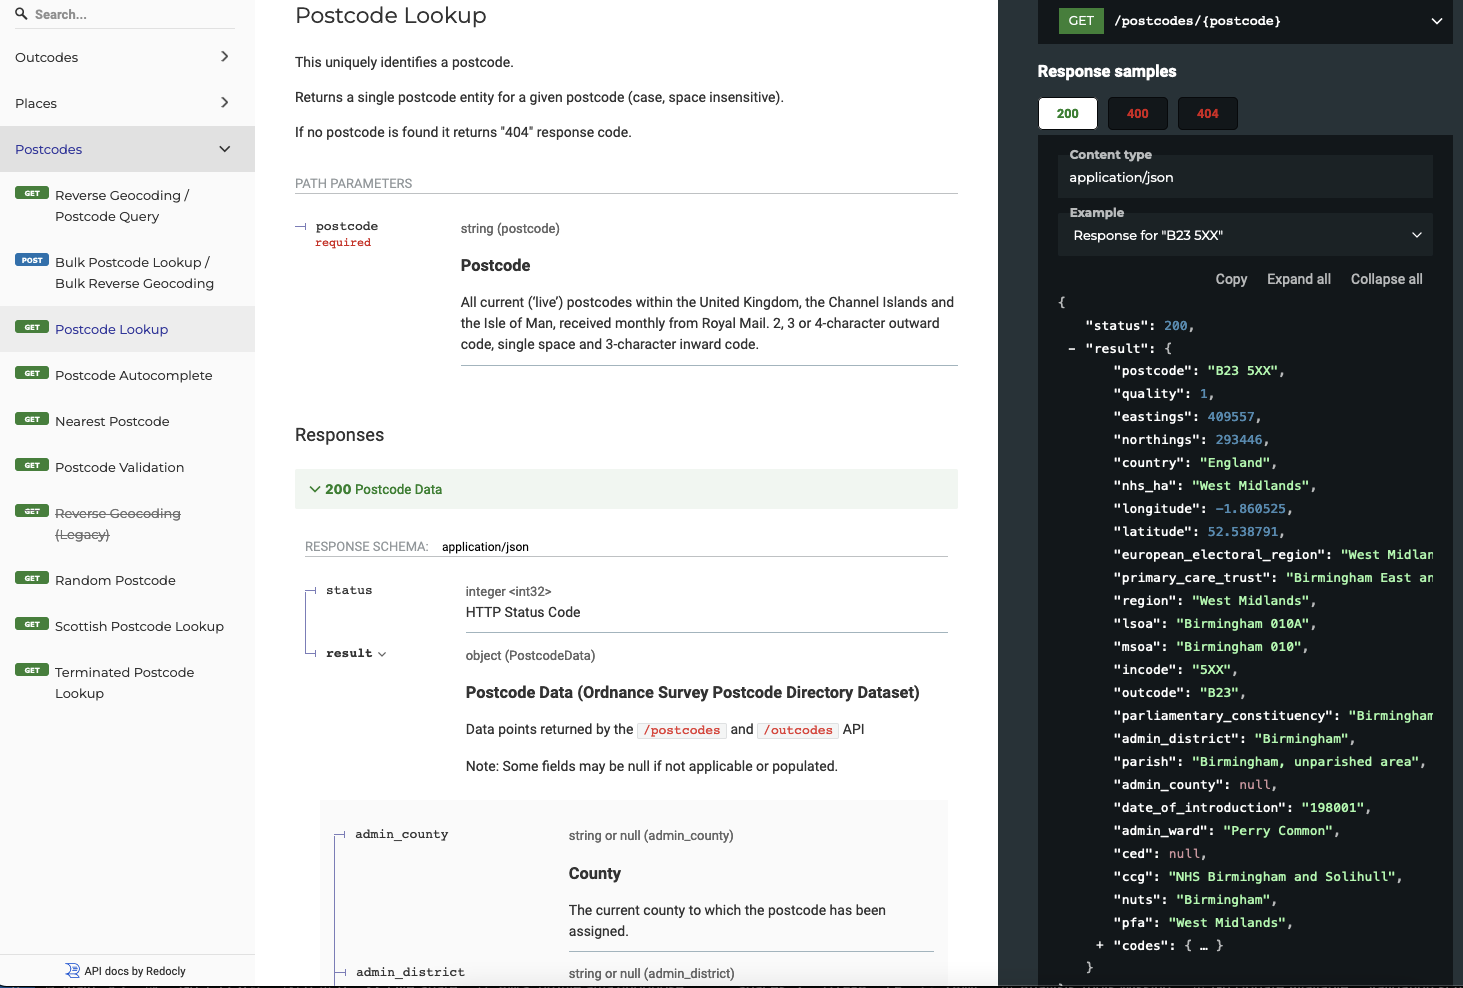 Search...
Outcodes
Places
Postcodes
GET Reverse Geocoding /
Postcode Query
POST Bulk Postcode Lookup /
Bulk Reverse Geocoding
GET Postcode Lookup
GET Postcode Autocomplete
GET Nearest Postcode
GET Postcode Validation
GET Reverse Geocoding
(Legacy)
GET Random Postcode
GET Scottish Postcode Lookup
GET Terminated Postcode
Lookup
API docs by Redocly
Postcode Lookup
This uniquely identifies a postcode.
Returns a single postcode entity for a given postcode (case, space insensitive).
If no postcode is found it returns "404" response code.
PATH PARAMETERS
postcode
required
string (postcode)
Postcode
All current (‘live’) postcodes within the United Kingdom, the Channel Islands and
the Isle of Man, received monthly from Royal Mail. 2, 3 or 4-character outward
code, single space and 3-character inward code.
Responses
200 Postcode Data
RESPONSE SCHEMA: application/json
status
integer <int32>
HTTP Status Code
result
object (PostcodeData)
Postcode Data (Ordnance Survey Postcode Directory Dataset)
Data points returned by the /postcodes and /outcodes API
Note: Some fields may be null if not applicable or populated.
admin_county
string or null (admin_county)
County
The current county to which the postcode has been
assigned.
admin_district
string or null (admin_district)
GET /postcodes/{postcode}
Response samples
200 400 404
Content type
application/json
Example
Response for "B23 5XX"
Copy Expand all Collapse all
{
"status": 200,
- "result": {
"postcode": "B23 5XX",
"quality": 1,
"eastings": 409557,
"northings": 293446,
"country": "England",
"nhs_ha": "West Midlands",
"longitude": -1.860525,
"latitude": 52.538791,
"european_electoral_region": "West Midlan
"primary_care_trust": "Birmingham East an
"region": "West Midlands",
"lsoa": "Birmingham 010A",
"msoa": "Birmingham 010",
"incode": "5XX",
"outcode": "B23",
"parliamentary_constituency": "Birmingham
"admin_district": "Birmingham",
"parish": "Birmingham, unparished area",
"admin_county": null,
"date_of_introduction": "198001",
"admin_ward": "Perry Common",
"ced": null,
"ccg": "NHS Birmingham and Solihull",
"nuts": "Birmingham",
"pfa": "West Midlands",
+ "codes": { … }
}